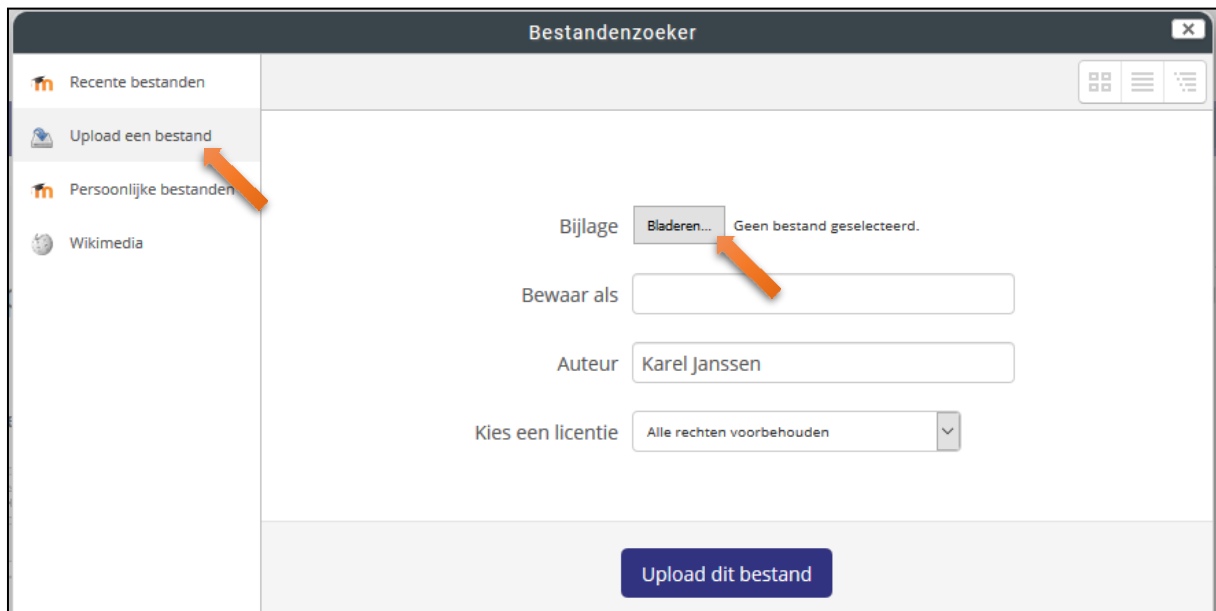 Bestandenzoeker
Recente bestanden
Upload een bestand
Persoonlijke bestanden
Wikimedia
Bijlage Bladeren... Geen bestand geselecteerd.
Bewaar als
Auteur Karel Janssen
Kies een licentie Alle rechten voorbehouden
Upload dit bestand